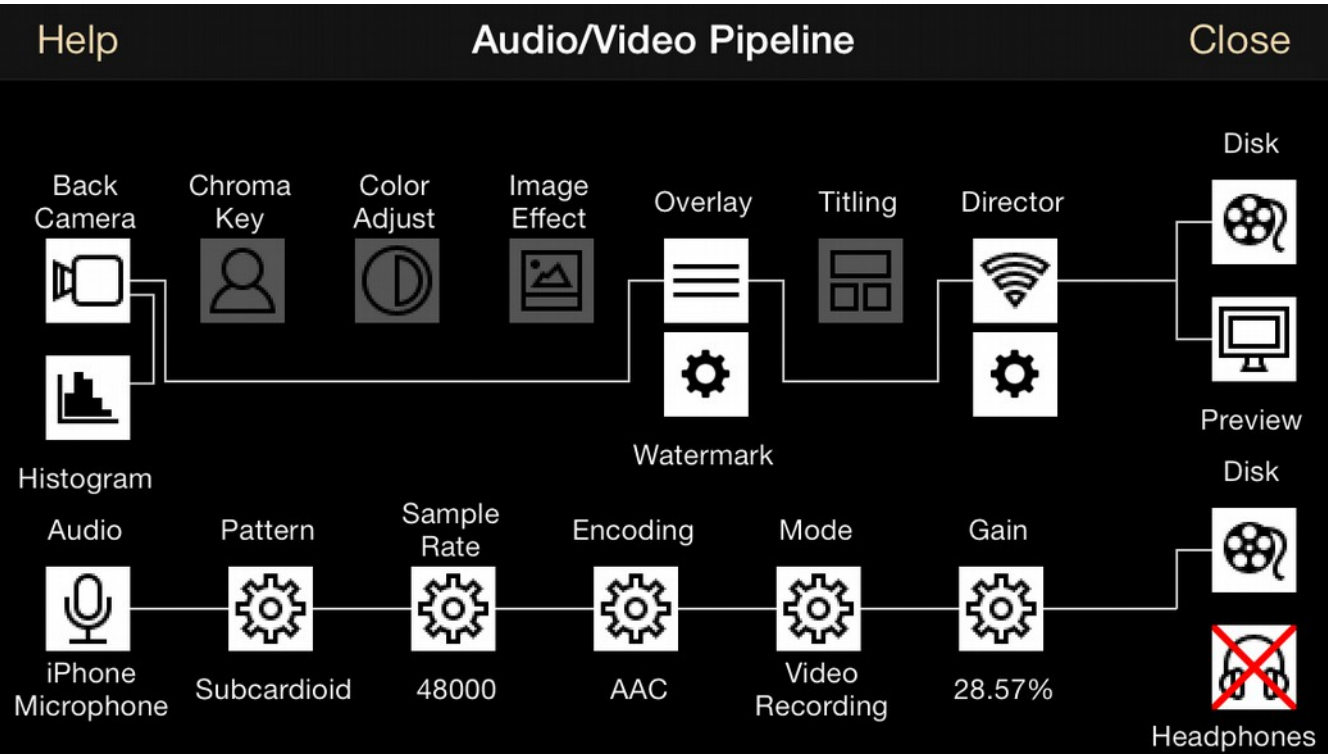 Help
Audio/Video Pipeline
Close
Back
Camera
Chroma
Key
Color
Adjust
Image
Effect
Overlay
Titling
Director
Disk
Watermark
Preview
Histogram
Disk
Audio
Pattern
Sample
Rate
Encoding
Mode
Gain
iPhone
Microphone
Subcardioid
48000
AAC
Video
Recording
28.57%
Headphones